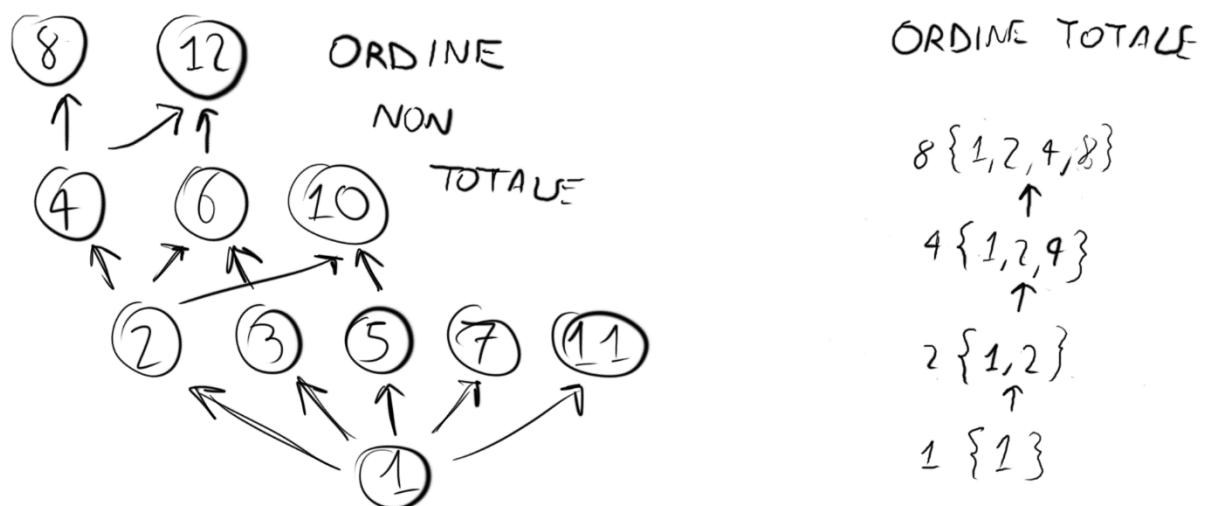 8 12
ORDINE
NON
TOTALE
4 6 10
2 3 5 7 11
1
ORDINE TOTALE
8 {1,2,4,8}
4 {1,2,4}
2 {1,2}
1 {1}